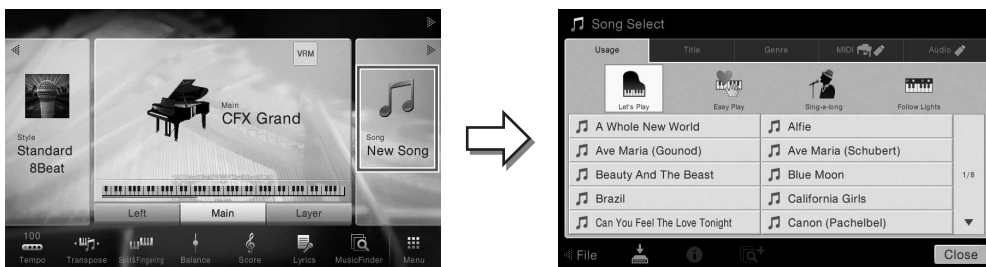 VRM
Main
CFX Grand
Style
Standard
8Beat
Song
New Song
Left Main Layer
100
Tempo Transpose Split&Fingering Balance Score Lyrics MusicFinder Menu
Song Select
Usage Title Genre MIDI Audio
Let's Play Easy Play Sing-a-long Follow Lights
A Whole New World Alfie
Ave Maria (Gounod) Ave Maria (Schubert)
Beauty And The Beast Blue Moon
1/8
Brazil California Girls
Can You Feel The Love Tonight Canon (Pachelbel)
File Close